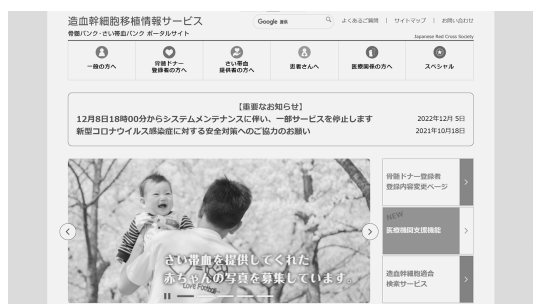 造血幹細胞移植情報サービス
Google 検索
よくあるご質問 | サイトマップ | お問い合わせ
骨髄バンク・さい帯血バンク ポータルサイト
Japanese Red Cross Society
一般の方へ
骨髄ドナー
登録者の方へ
さい帯血
提供者の方へ
患者さんへ
医療関係の方へ
スペシャル
【重要なお知らせ】
12月8日18時00分からシステムメンテナンスに伴い、一部サービスを停止します
2022年12月 5日
新型コロナウイルス感染症に対する安全対策へのご協力のお願い
2021年10月18日
骨髄ドナー登録者
登録内容変更ページ
NEW
医療機関支援機能
さい帯血を提供してくれた
赤ちゃんの写真を募集しています。
造血幹細胞適合
検索サービス